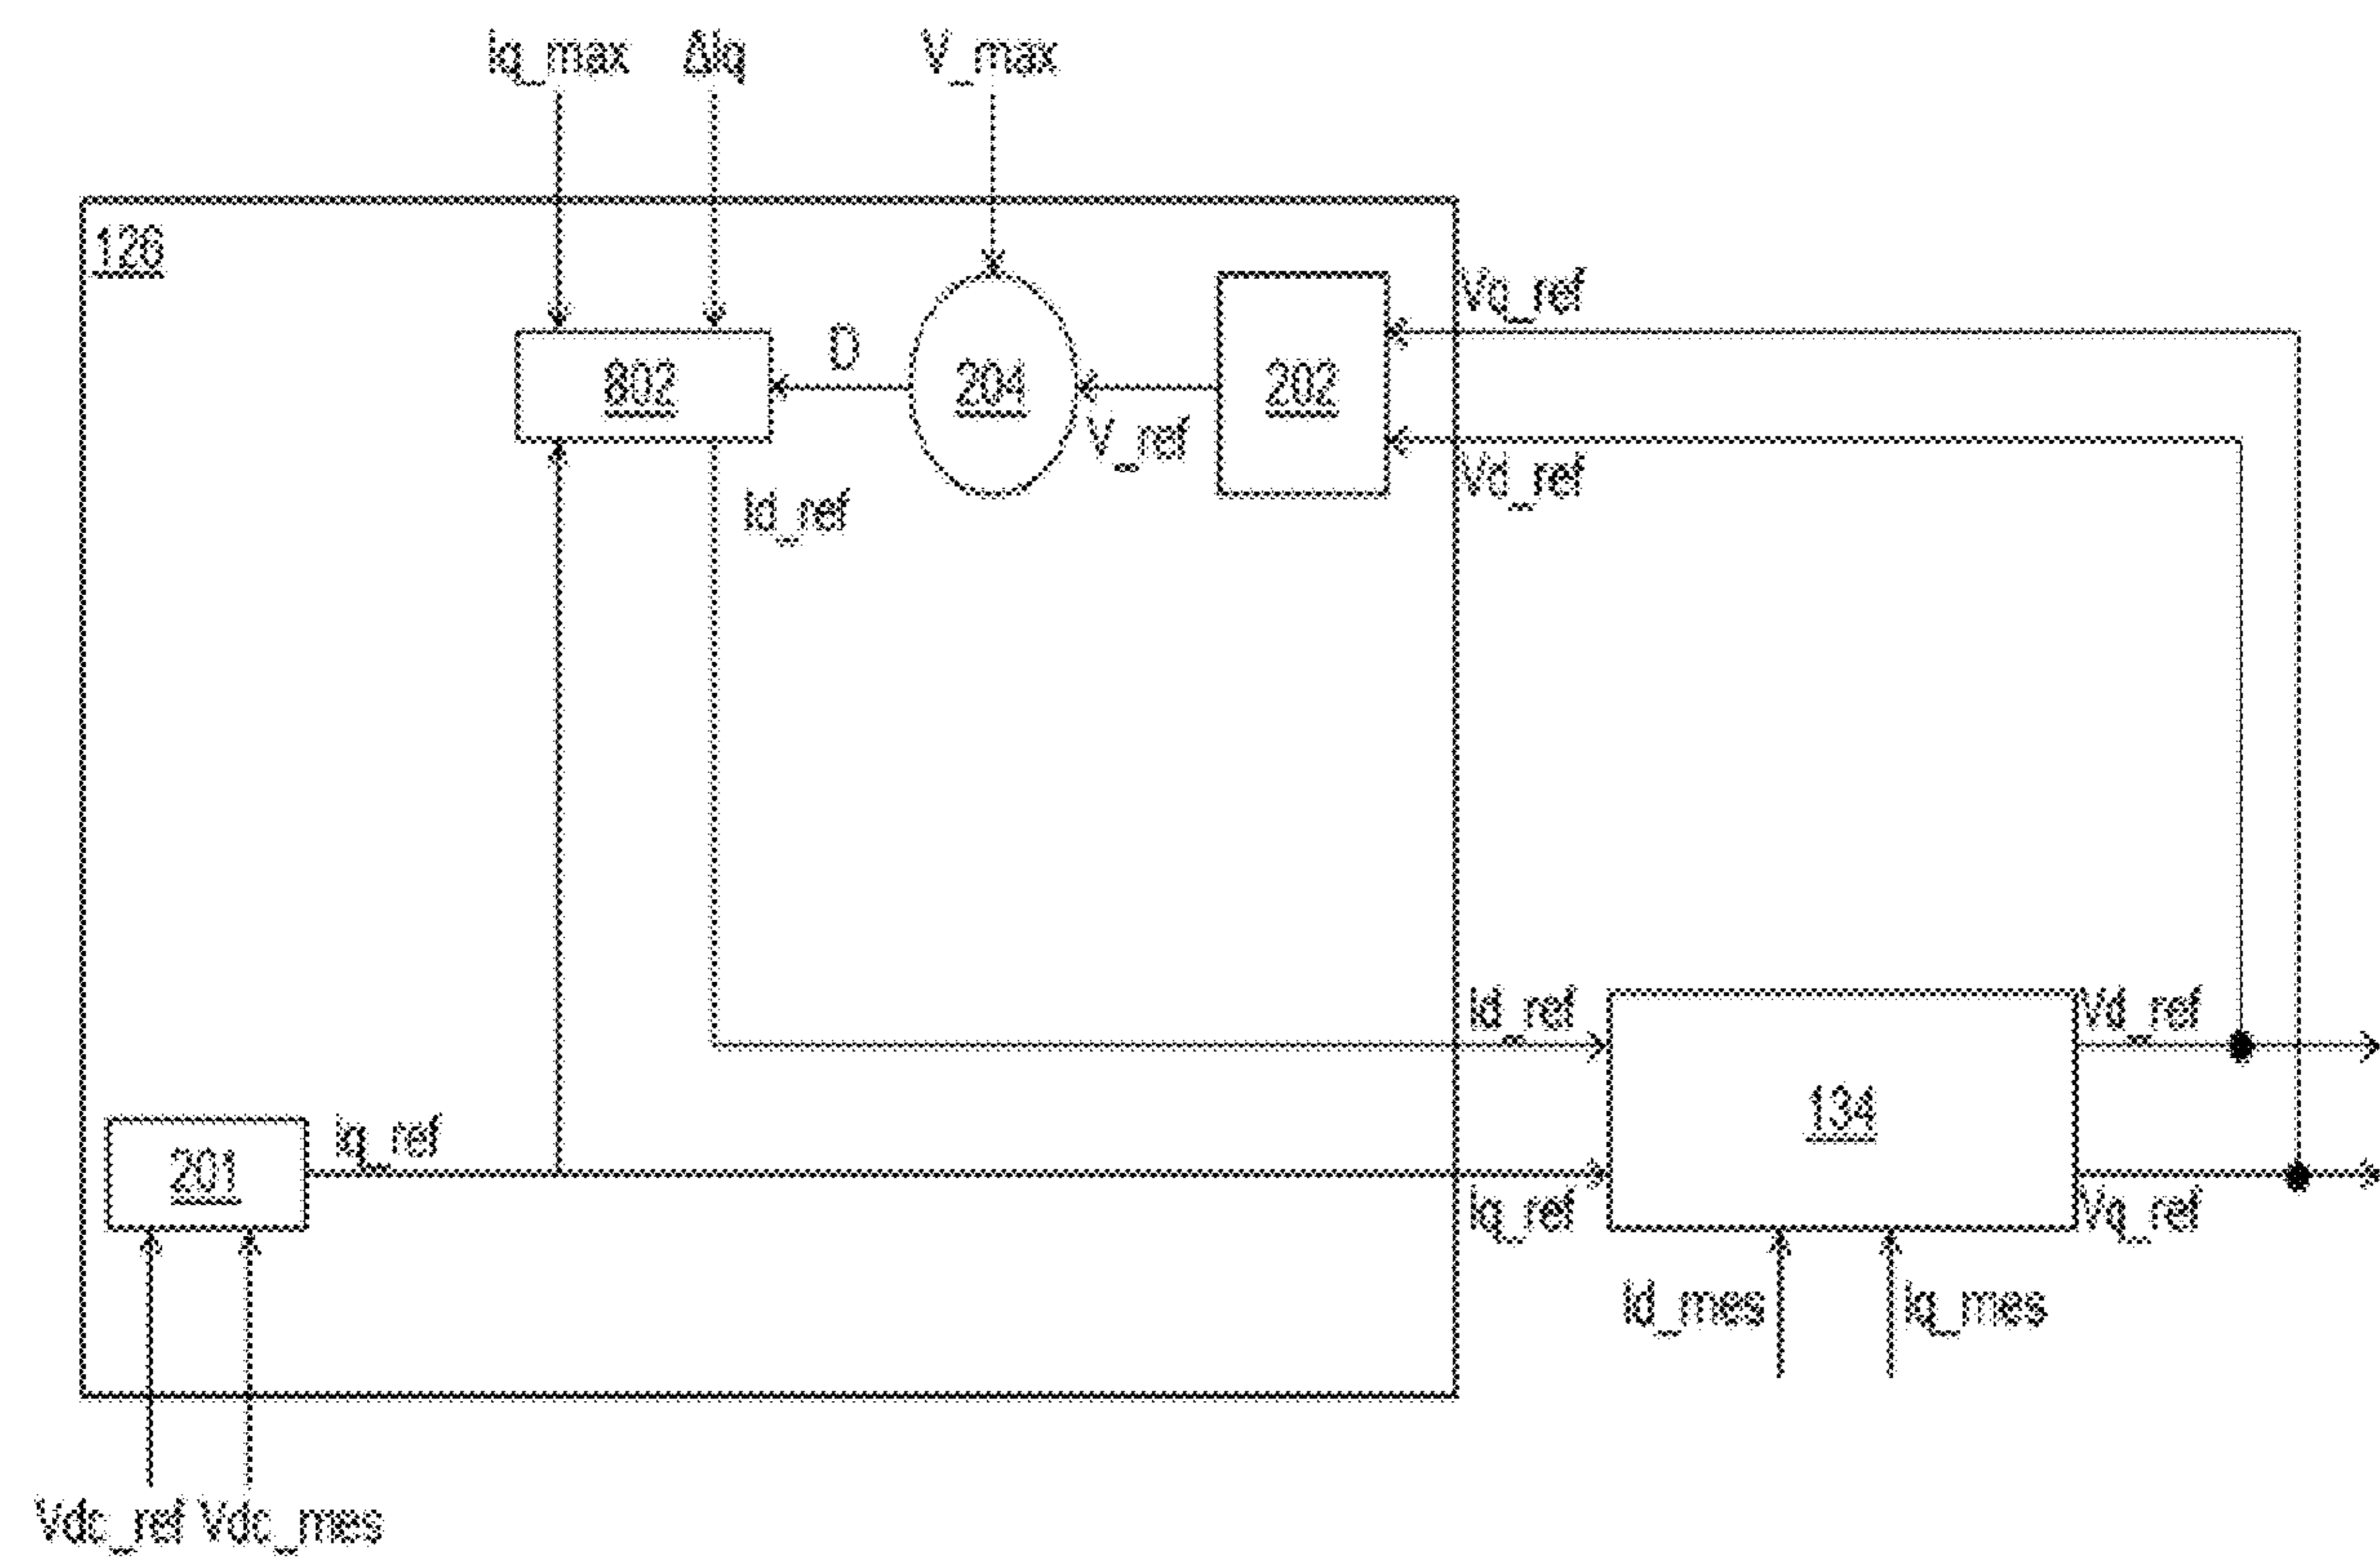 Iq_max ΔIq V_max
126
Vq_ref
D
802 204 202
V_ref
Vd_ref
Id_ref
Id_ref Vd_ref
134
Iq_ref
201
Iq_ref Vq_ref
Id_mes Iq_mes
Vdc_ref Vdc_mes